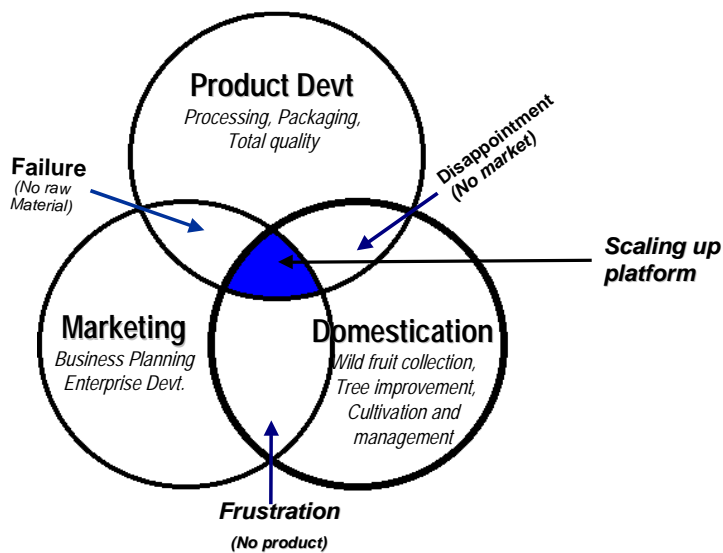 Product Devt
Processing, Packaging,
Total quality
Failure
(No raw
Material)
Disappointment
(No market)
Scaling up
platform
Marketing
Business Planning
Enterprise Devt.
Domestication
Wild fruit collection,
Tree improvement,
Cultivation and
management
Frustration
(No product)